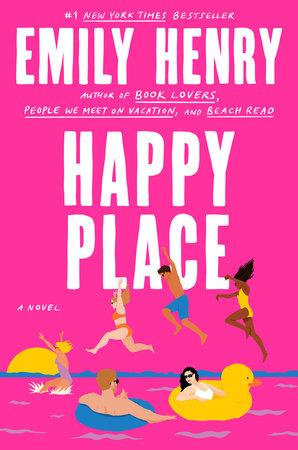 #1 NEW YORK TIMES BESTSELLER
EMILY HENRY
AUTHOR OF BOOK LOVERS,
PEOPLE WE MEET ON VACATION, AND BEACH READ
HAPPY
PLACE
A NOVEL